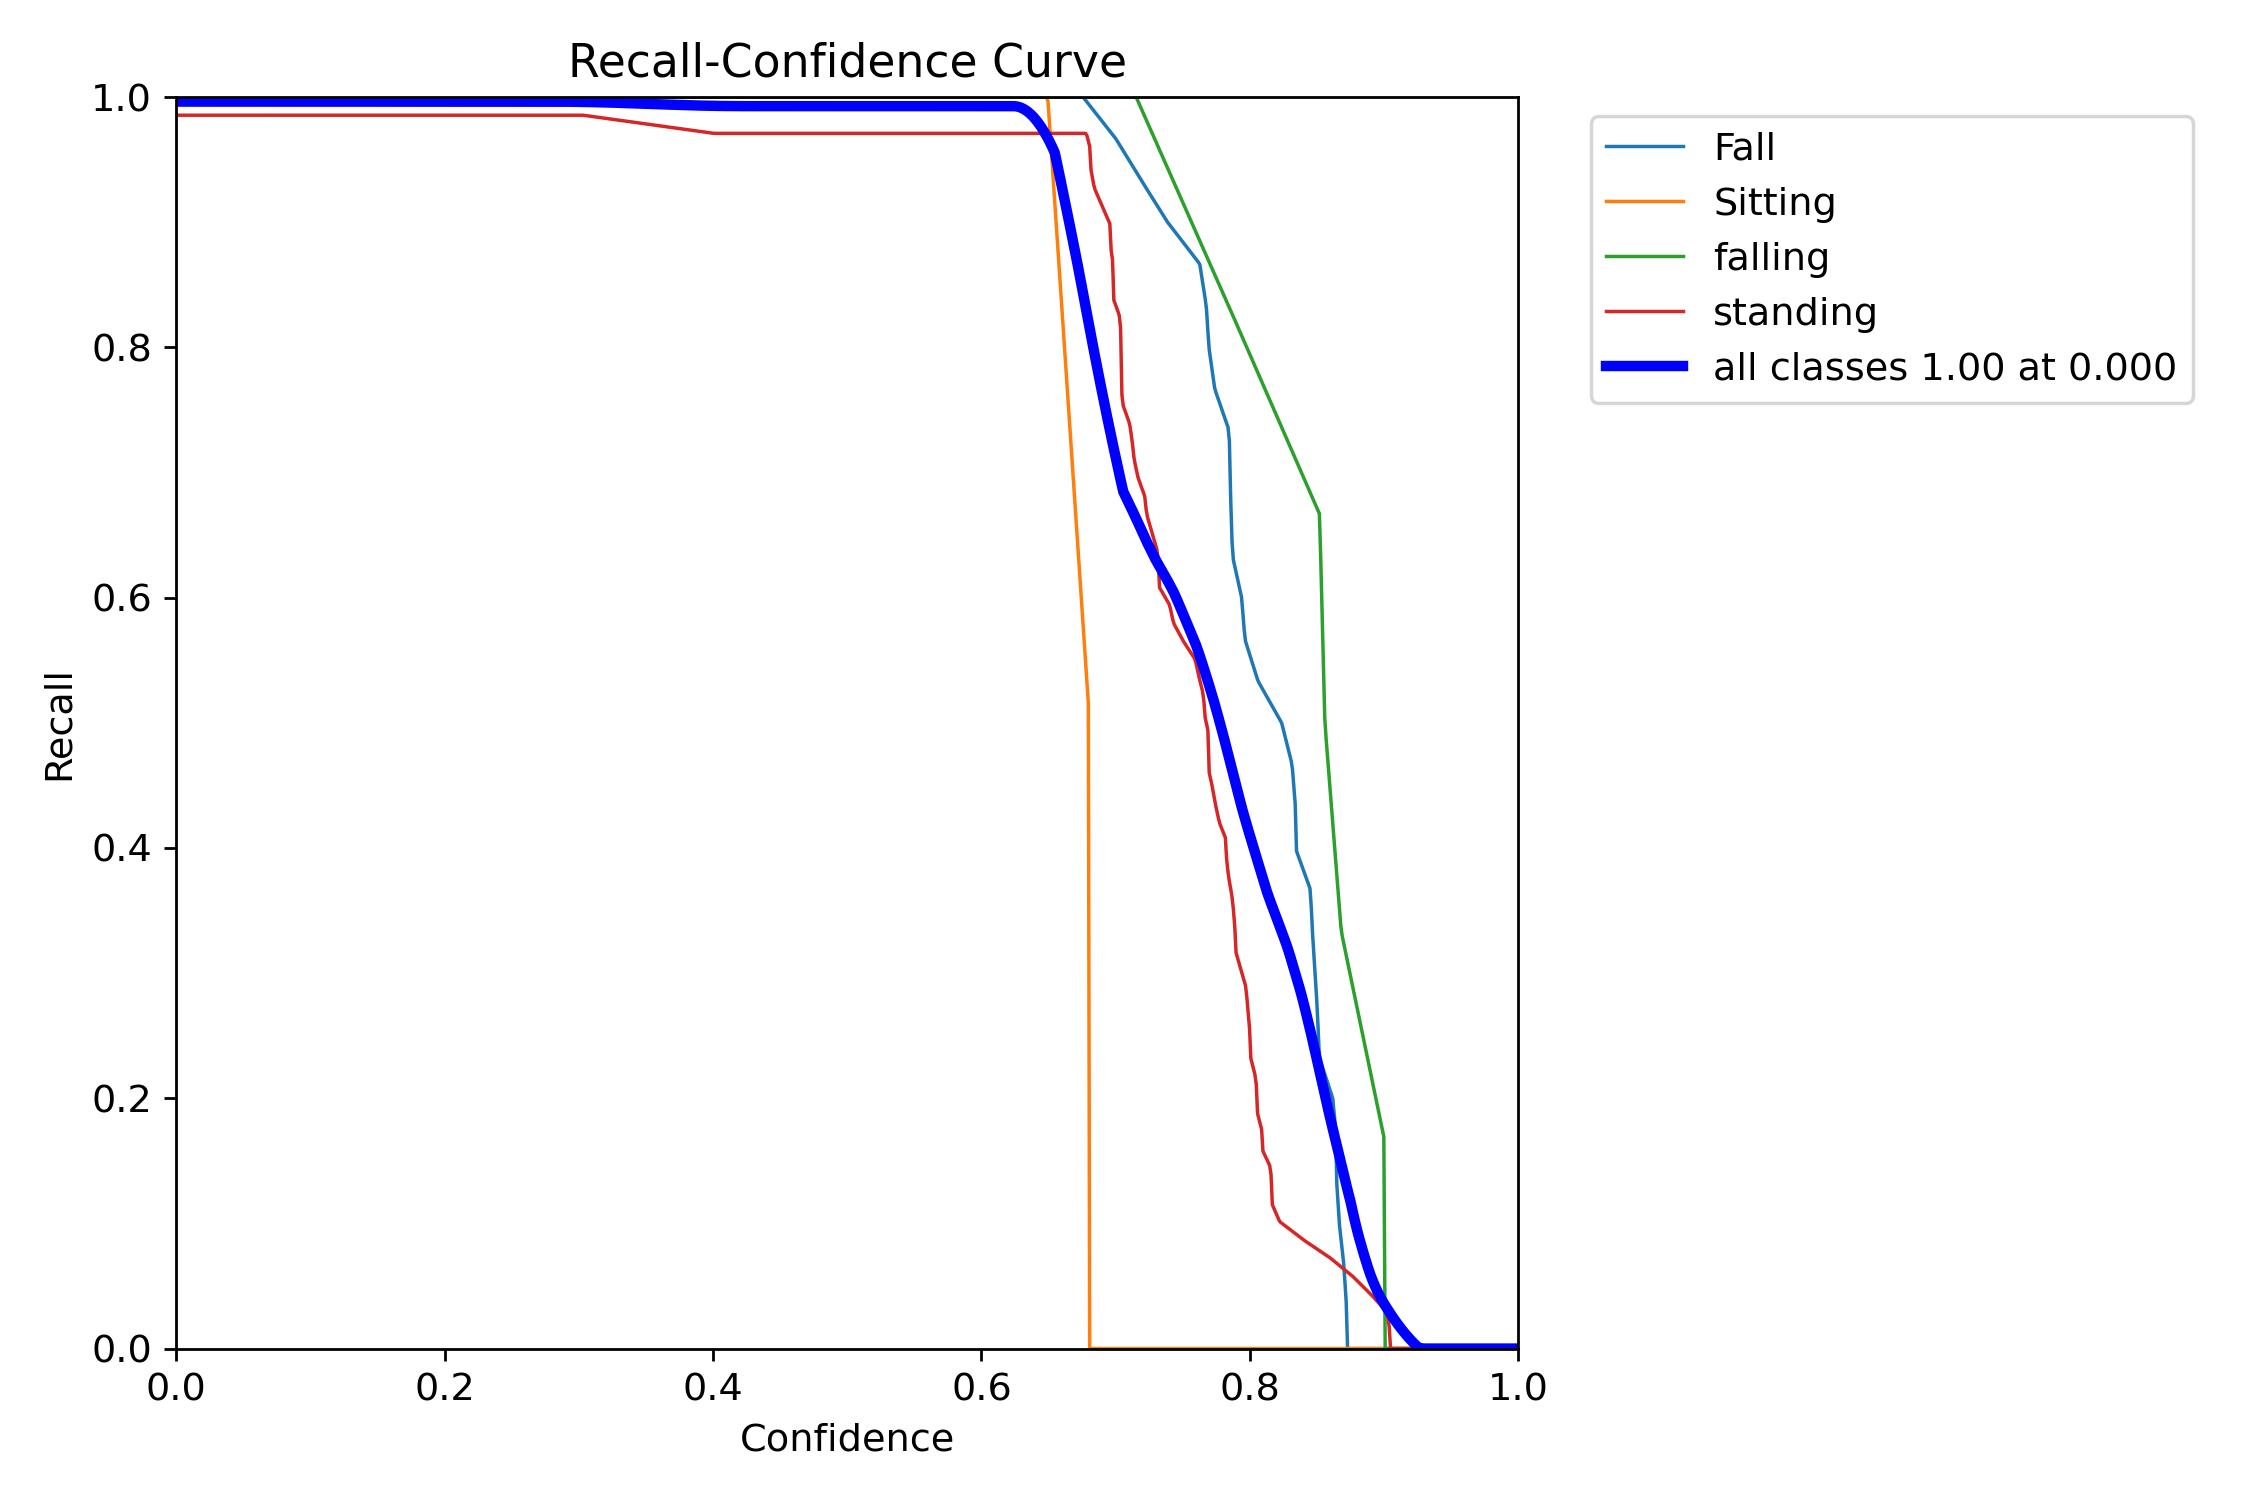 Recall-Confidence Curve
1.0
0.8
0.6
0.4
0.2
0.0
Recall
0.0 0.2 0.4 0.6 0.8 1.0
Confidence
Fall
Sitting
falling
standing
all classes 1.00 at 0.000